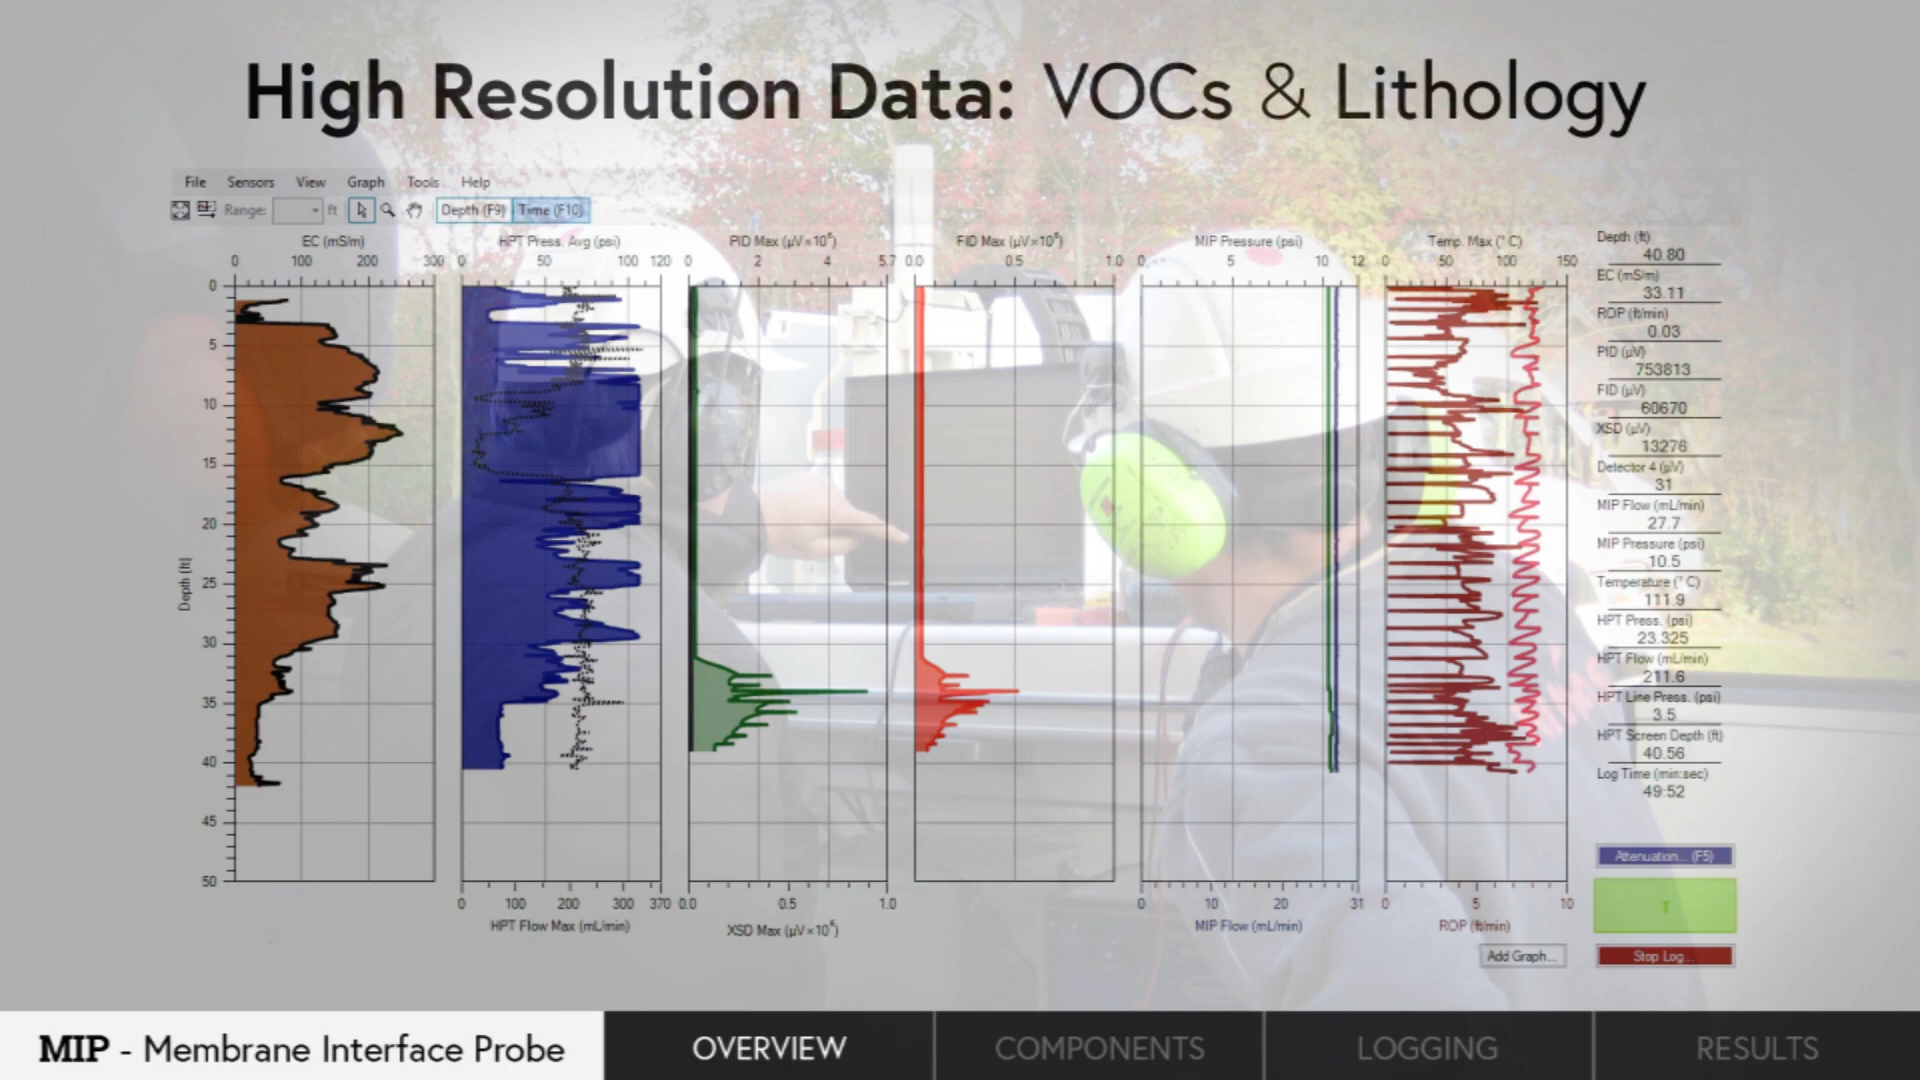 High Resolution Data: VOCs & Lithology
File Sensors View Graph Tools Help
Range: ft Depth (F9) Time (F10)
EC (mS/m) HPT Press. Avg (psi) PID Max (µV×10⁶) FID Max (µV×10⁶) MIP Pressure (psi) Temp. Max (° C)
0 100 200 300 0 50 100 120 0 2 4 5.7 0.0 0.5 1.0 0 5 10 12 0 50 100 150
0
5
10
15
20
25
30
35
40
45
50
Depth (ft)
0 100 200 300 370 0.0 0.5 1.0 0 10 20 31 0 5 10
HPT Flow Max (mL/min) XSD Max (µV×10⁶) MIP Flow (mL/min) ROP (ft/min)
Depth (ft)
40.80
EC (mS/m)
33.11
ROP (ft/min)
0.03
PID (µV)
753813
FID (µV)
60670
XSD (µV)
13276
Detector 4 (µV)
31
MIP Flow (mL/min)
27.7
MIP Pressure (psi)
10.5
Temperature (° C)
111.9
HPT Press. (psi)
23.325
HPT Flow (mL/min)
211.6
HPT Line Press. (psi)
3.5
HPT Screen Depth (ft)
40.56
Log Time (min:sec)
49:52
Attenuation... (F5)
T
Stop Log...
Add Graph...
MIP - Membrane Interface Probe
OVERVIEW
COMPONENTS
LOGGING
RESULTS